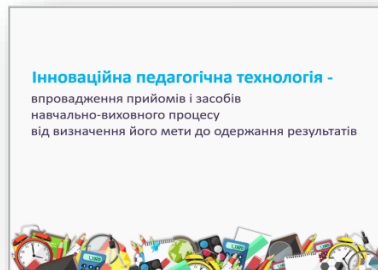 Інноваційна педагогічна технологія -
впровадження прийомів і засобів
навчально-виховного процесу
від визначення його мети до одержання результатів